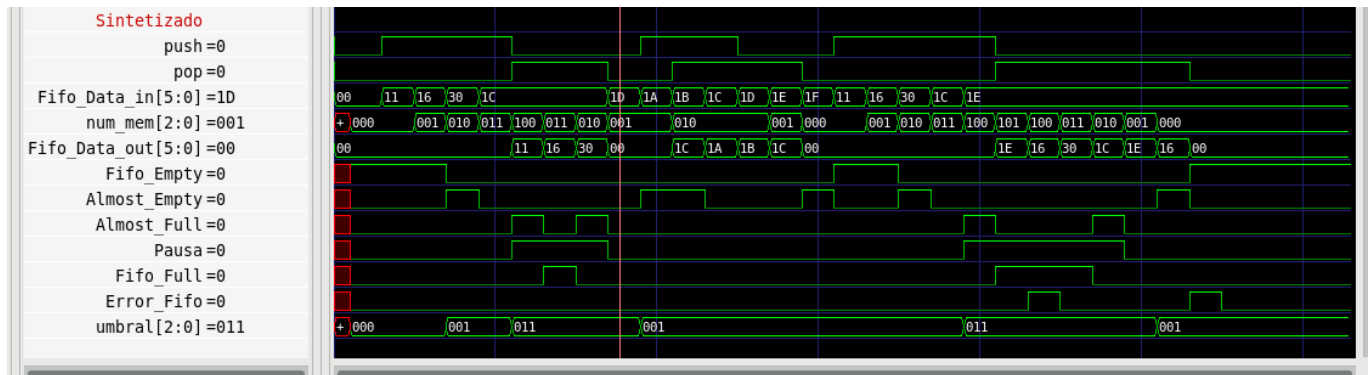 Sintetizado
push=0
pop=0
Fifo_Data_in[5:0]=1D 00 11 16 30 1C 1D 1A 1B 1C 1D 1E 1F 11 16 30 1C 1E
num_mem[2:0]=001 + 000 001 010 011 100 011 010 001 010 001 000 001 010 011 100 101 100 011 010 001 000
Fifo_Data_out[5:0]=00 00 11 16 30 00 1C 1A 1B 1C 00 1E 16 30 1C 1E 16 00
Fifo_Empty=0
Almost_Empty=0
Almost_Full=0
Pausa=0
Fifo_Full=0
Error_Fifo=0
umbral[2:0]=011 + 000 001 011 001 011 001